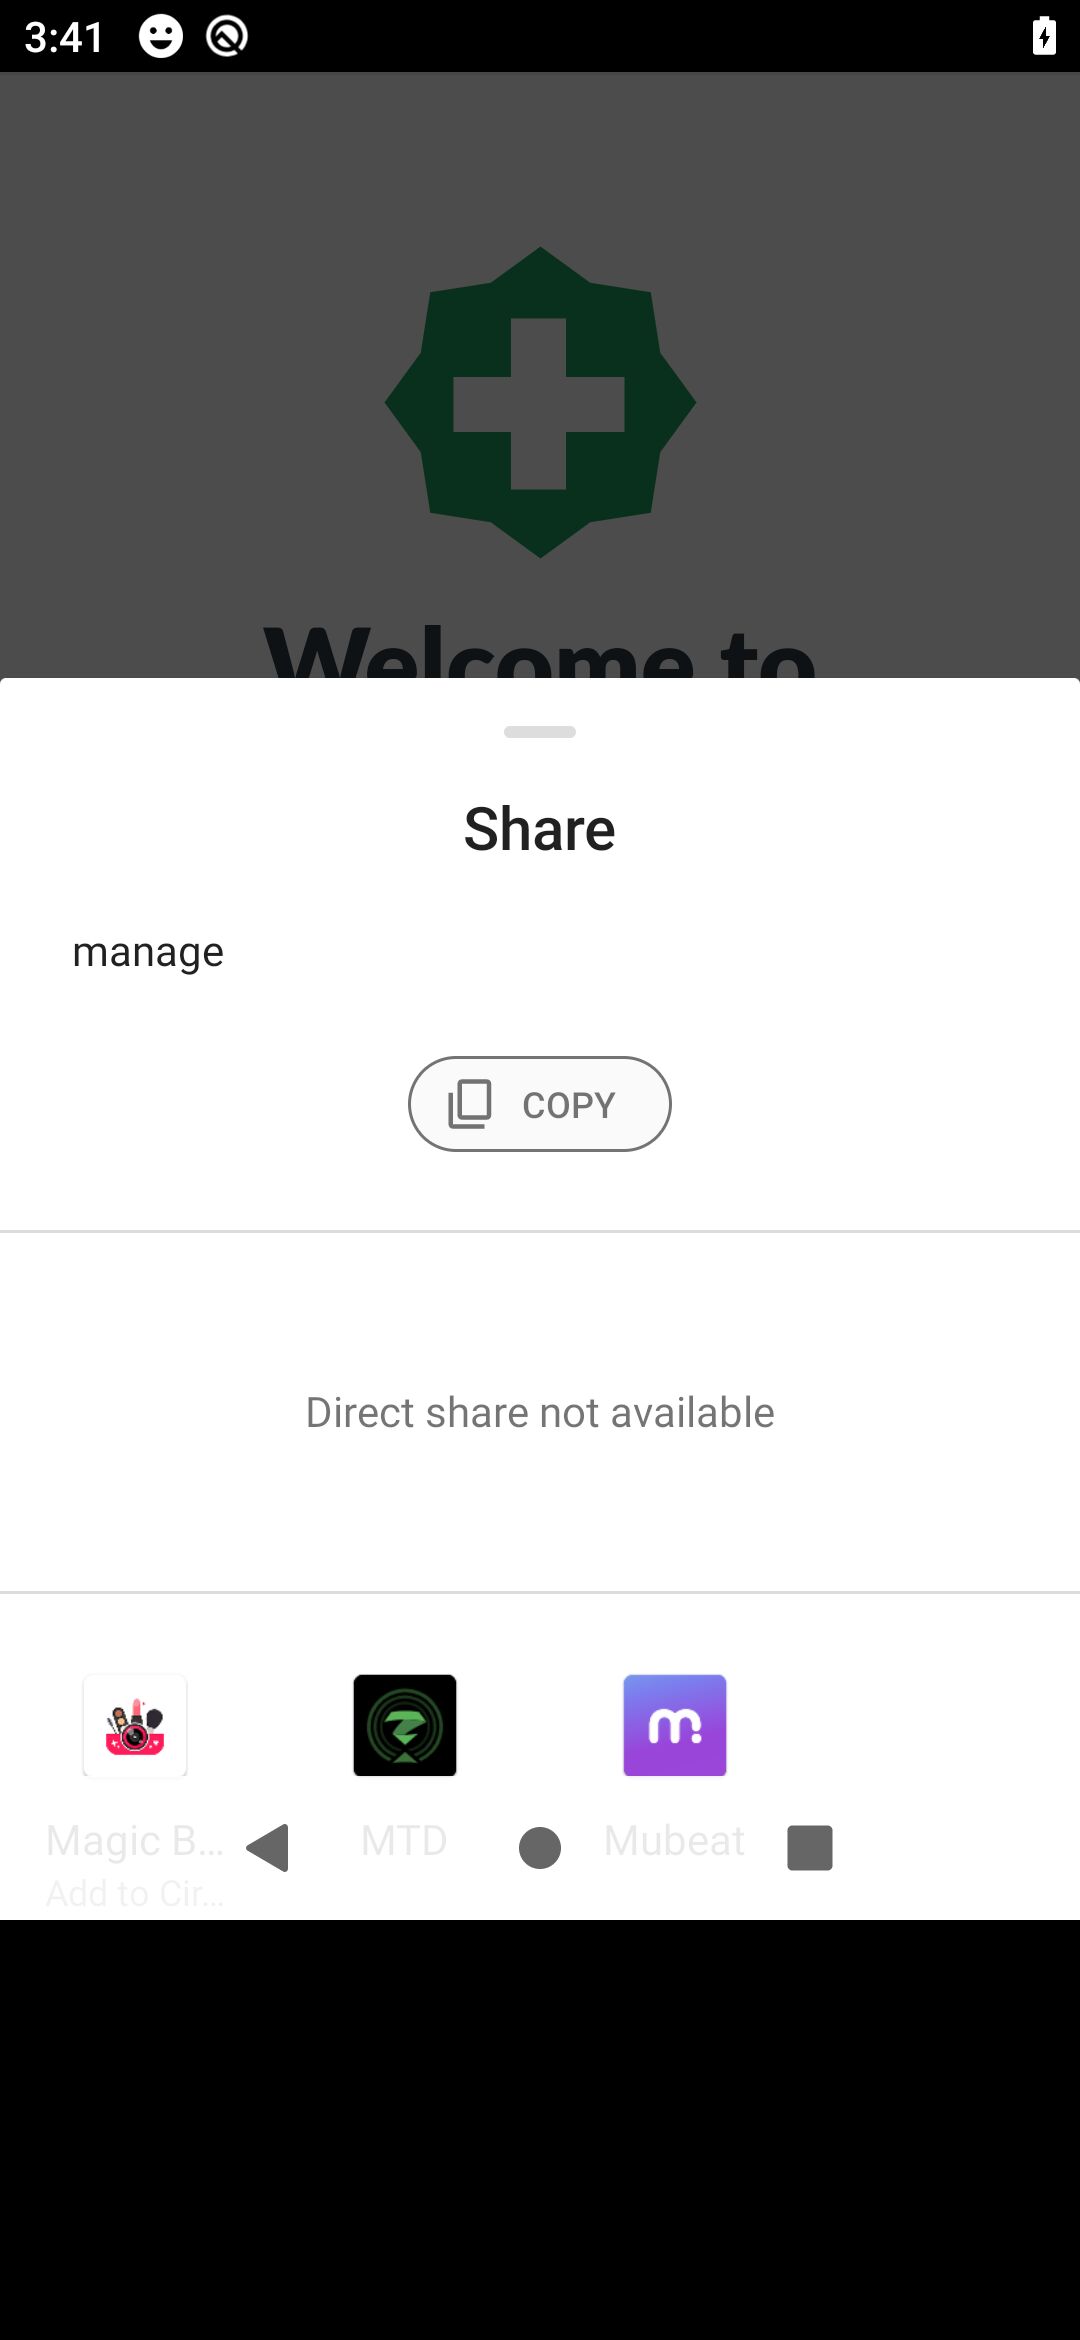 3:41
Welcome to
Share
manage
COPY
Direct share not available
Magic B...
MTD
Mubeat
Add to Cir...